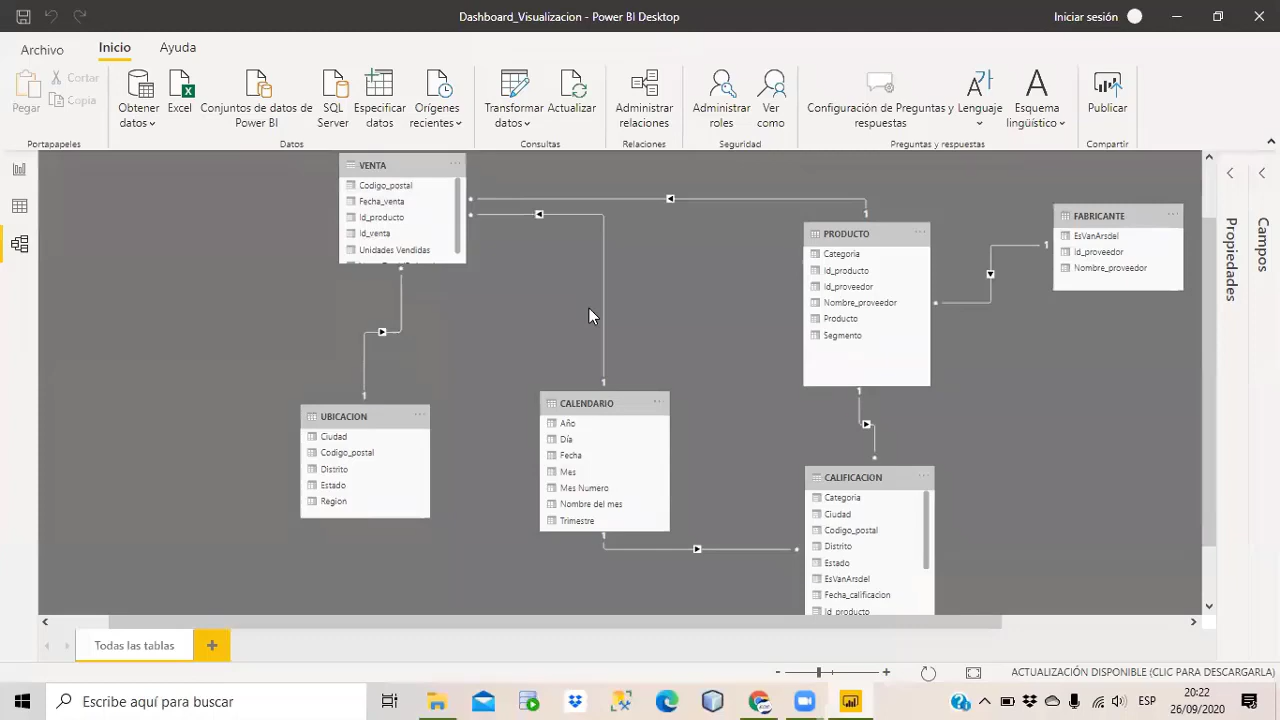 Dashboard_Visualizacion - Power BI Desktop
Iniciar sesión
Archivo
Inicio
Ayuda
Pegar
Cortar
Copia
Portapapeles
Obtener
datos
Excel
Conjuntos de datos de
Power BI
SQL
Server
Especificar
datos
Orígenes
recientes
Datos
Transformar
datos
Actualizar
Consultas
Administrar
relaciones
Relaciones
Administrar
roles
Ver
como
Seguridad
Configuración de Preguntas y
respuestas
Lenguaje
Esquema
lingüístico
Preguntas y respuestas
Publicar
Compartir
VENTA
Codigo_postal
Fecha_venta
Id_producto
Id_venta
Unidades Vendidas
1
1
1
1
1
1
PRODUCTO
Categoria
Id_producto
Id_proveedor
Nombre_proveedor
Producto
Segmento
FABRICANTE
EsVanArsdel
Id_proveedor
Nombre_proveedor
UBICACION
Ciudad
Codigo_postal
Distrito
Estado
Region
CALENDARIO
Año
Día
Fecha
Mes
Mes Numero
Nombre del mes
Trimestre
CALIFICACION
Categoria
Ciudad
Codigo_postal
Distrito
Estado
EsVanArsdel
Fecha_calificacion
Id_producto
Propiedades
Campos
Todas las tablas
ACTUALIZACIÓN DISPONIBLE (CLIC PARA DESCARGARLA)
Escribe aquí para buscar
ESP
20:22
26/09/2020